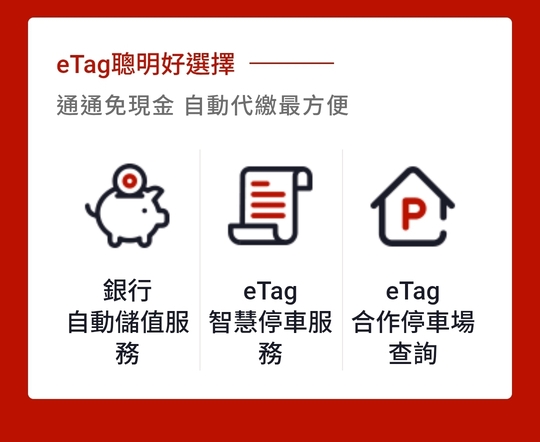 eTag聰明好選擇
通通免現金 自動代繳最方便
P
銀行
自動儲值服
務
eTag
智慧停車服
務
eTag
合作停車場
查詢